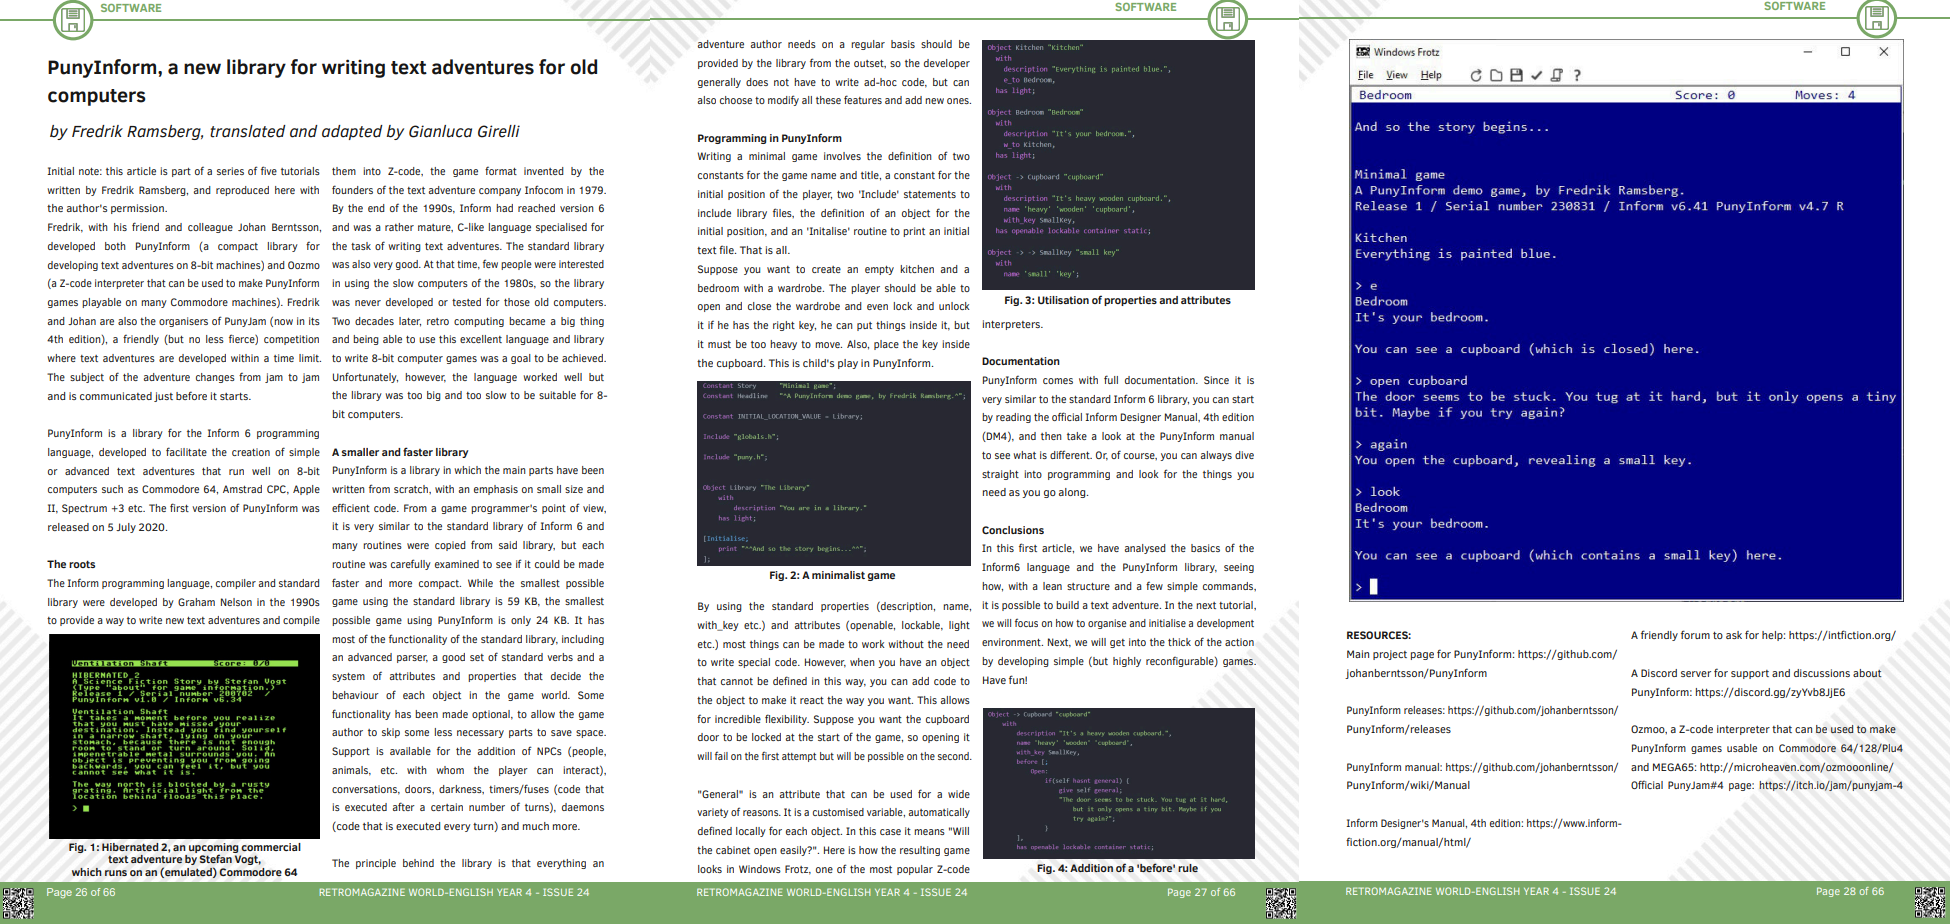 SOFTWARE
PunyInform, a new library for writing text adventures for old
computers
by Fredrik Ramsberg, translated and adapted by Gianluca Girelli
Initial note: this article is part of a series of five tutorials
written by Fredrik Ramsberg, and reproduced here with
the author's permission.
Fredrik, with his friend and colleague Johan Berntsson,
developed both PunyInform (a compact library for
developing text adventures on 8-bit machines) and Oozmo
(a Z-code interpreter that can be used to make PunyInform
games playable on many Commodore machines). Fredrik
and Johan are also the organisers of PunyJam (now in its
4th edition), a friendly (but no less fierce) competition
where text adventures are developed within a time limit.
The subject of the adventure changes from jam to jam
and is communicated just before it starts.
PunyInform is a library for the Inform 6 programming
language, developed to facilitate the creation of simple
or advanced text adventures that run well on 8-bit
computers such as Commodore 64, Amstrad CPC, Apple
II, Spectrum +3 etc. The first version of PunyInform was
released on 5 July 2020.
The roots
The Inform programming language, compiler and standard
library were developed by Graham Nelson in the 1990s
to provide a way to write new text adventures and compile
Ventilation Shaft Score: 0/0
HIBERNATED 2
A Science Fiction Story by Stefan Vogt
(Type "about" for game information.)
Release 1 / Serial number 200702 /
PunyInform v1.0 / Inform v6.34
Ventilation Shaft
It takes a moment before you realize
that you must have missed your
destination. Instead you find yourself
in a narrow shaft, lying on your
stomach, because there is not enough
room to stand or turn around. Solid,
impenetrable metal surrounds you. An
object is preventing you from going
backwards, you can feel it, but you
cannot see what it is.
The way north is blocked by a rusty
grating. Artificial light from the
location behind floods this place.
>
Fig. 1: Hibernated 2, an upcoming commercial
text adventure by Stefan Vogt,
which runs on an (emulated) Commodore 64
them into Z-code, the game format invented by the
founders of the text adventure company Infocom in 1979.
By the end of the 1990s, Inform had reached version 6
and was a rather mature, C-like language specialised for
the task of writing text adventures. The standard library
was also very good. At that time, few people were interested
in using the slow computers of the 1980s, so the library
was never developed or tested for those old computers.
Two decades later, retro computing became a big thing
and being able to use this excellent language and library
to write 8-bit computer games was a goal to be achieved.
Unfortunately, however, the language worked well but
the library was too big and too slow to be suitable for 8-
bit computers.
A smaller and faster library
PunyInform is a library in which the main parts have been
written from scratch, with an emphasis on small size and
efficient code. From a game programmer's point of view,
it is very similar to the standard library of Inform 6 and
many routines were copied from said library, but each
routine was carefully examined to see if it could be made
faster and more compact. While the smallest possible
game using the standard library is 59 KB, the smallest
possible game using PunyInform is only 24 KB. It has
most of the functionality of the standard library, including
an advanced parser, a good set of standard verbs and a
system of attributes and properties that decide the
behaviour of each object in the game world. Some
functionality has been made optional, to allow the game
author to skip some less necessary parts to save space.
Support is available for the addition of NPCs (people,
animals, etc. with whom the player can interact),
conversations, doors, darkness, timers/fuses (code that
is executed after a certain number of turns), daemons
(code that is executed every turn) and much more.
The principle behind the library is that everything an
Page 26 of 66
RETROMAGAZINE WORLD-ENGLISH YEAR 4 - ISSUE 24
SOFTWARE
adventure author needs on a regular basis should be
provided by the library from the outset, so the developer
generally does not have to write ad-hoc code, but can
also choose to modify all these features and add new ones.
Programming in PunyInform
Writing a minimal game involves the definition of two
constants for the game name and title, a constant for the
initial position of the player, two 'Include' statements to
include library files, the definition of an object for the
initial position, and an 'Initalise' routine to print an initial
text file. That is all.
Suppose you want to create an empty kitchen and a
bedroom with a wardrobe. The player should be able to
open and close the wardrobe and even lock and unlock
it if he has the right key, he can put things inside it, but
it must be too heavy to move. Also, place the key inside
the cupboard. This is child's play in PunyInform.
Constant Story "Minimal game";
Constant Headline "^A PunyInform demo game, by Fredrik Ramsberg.^";
Constant INITIAL_LOCATION_VALUE = Library;
Include "globals.h";
Include "puny.h";
Object Library "The Library"
with
description "You are in a library."
has light;
[Initialise;
print "^^And so the story begins...^^";
];
Fig. 2: A minimalist game
By using the standard properties (description, name,
with_key etc.) and attributes (openable, lockable, light
etc.) most things can be made to work without the need
to write special code. However, when you have an object
that cannot be defined in this way, you can add code to
the object to make it react the way you want. This allows
for incredible flexibility. Suppose you want the cupboard
door to be locked at the start of the game, so opening it
will fail on the first attempt but will be possible on the second.
"General" is an attribute that can be used for a wide
variety of reasons. It is a customised variable, automatically
defined locally for each object. In this case it means "Will
the cabinet open easily?". Here is how the resulting game
looks in Windows Frotz, one of the most popular Z-code
Object Kitchen "Kitchen"
with
description "Everything is painted blue.",
e_to Bedroom,
has light;
Object Bedroom "Bedroom"
with
description "It's your bedroom.",
w_to Kitchen,
has light;
Object -> Cupboard "cupboard"
with
description "It's heavy wooden cupboard.",
name 'heavy' 'wooden' 'cupboard',
with_key SmallKey,
has openable lockable container static;
Object -> -> SmallKey "small key"
with
name 'small' 'key';
Fig. 3: Utilisation of properties and attributes
interpreters.
Documentation
PunyInform comes with full documentation. Since it is
very similar to the standard Inform 6 library, you can start
by reading the official Inform Designer Manual, 4th edition
(DM4), and then take a look at the PunyInform manual
to see what is different. Or, of course, you can always dive
straight into programming and look for the things you
need as you go along.
Conclusions
In this first article, we have analysed the basics of the
Inform6 language and the PunyInform library, seeing
how, with a lean structure and a few simple commands,
it is possible to build a text adventure. In the next tutorial,
we will focus on how to organise and initialise a development
environment. Next, we will get into the thick of the action
by developing simple (but highly reconfigurable) games.
Have fun!
Object -> Cupboard "cupboard"
with
description "It's a heavy wooden cupboard.",
name 'heavy' 'wooden' 'cupboard',
with_key SmallKey,
before [;
Open:
if(self hasnt general) {
give self general;
"The door seems to be stuck. You tug at it hard,
but it only opens a tiny bit. Maybe if you
try again?";
}
],
has openable lockable container static;
Fig. 4: Addition of a 'before' rule
RETROMAGAZINE WORLD-ENGLISH YEAR 4 - ISSUE 24
Page 27 of 66
SOFTWARE
Windows Frotz
File View Help
Bedroom Score: 0 Moves: 4
And so the story begins...
Minimal game
A PunyInform demo game, by Fredrik Ramsberg.
Release 1 / Serial number 230831 / Inform v6.41 PunyInform v4.7 R
Kitchen
Everything is painted blue.
> e
Bedroom
It's your bedroom.
You can see a cupboard (which is closed) here.
> open cupboard
The door seems to be stuck. You tug at it hard, but it only opens a tiny
bit. Maybe if you try again?
> again
You open the cupboard, revealing a small key.
> look
Bedroom
It's your bedroom.
You can see a cupboard (which contains a small key) here.
>
RESOURCES:
Main project page for PunyInform: https://github.com/
johanberntsson/PunyInform
PunyInform releases: https://github.com/johanberntsson/
PunyInform/releases
PunyInform manual: https://github.com/johanberntsson/
PunyInform/wiki/Manual
Inform Designer's Manual, 4th edition: https://www.inform-
fiction.org/manual/html/
A friendly forum to ask for help: https://intfiction.org/
A Discord server for support and discussions about
PunyInform: https://discord.gg/zyYvb8JjE6
Ozmoo, a Z-code interpreter that can be used to make
PunyInform games usable on Commodore 64/128/Plu4
and MEGA65: http://microheaven.com/ozmooonline/
Official PunyJam#4 page: https://itch.io/jam/punyjam-4
RETROMAGAZINE WORLD-ENGLISH YEAR 4 - ISSUE 24
Page 28 of 66